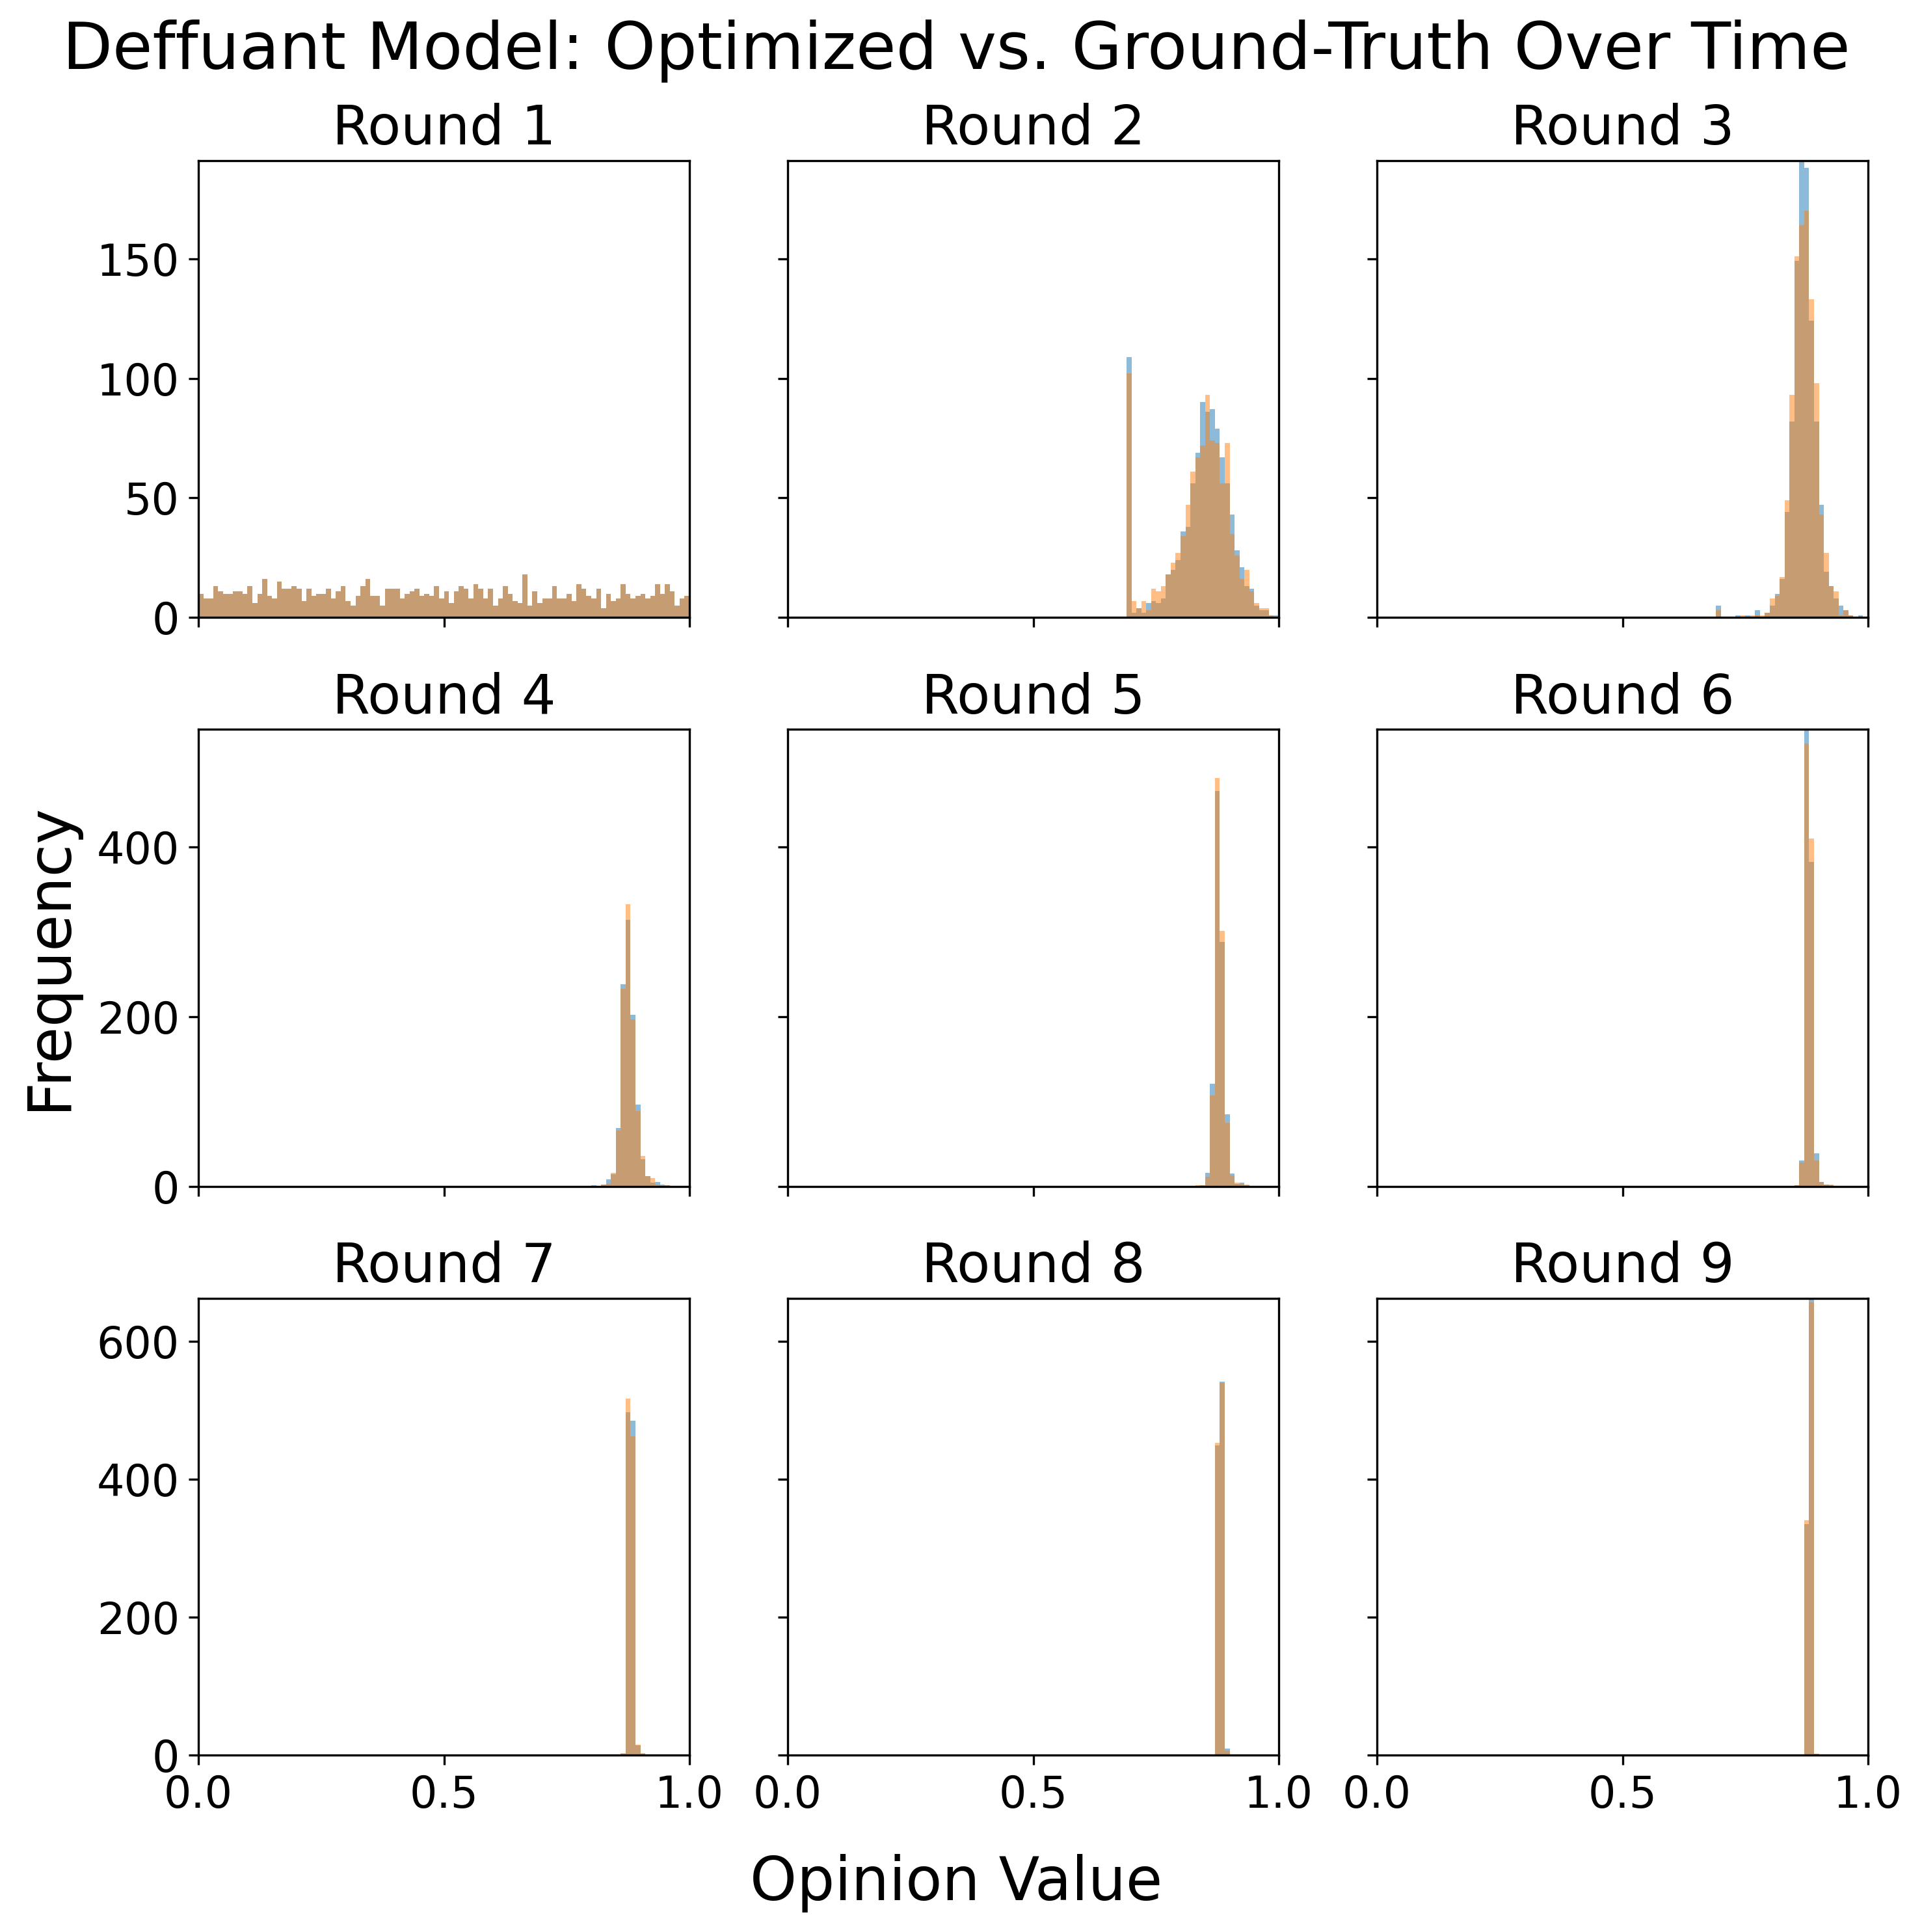 Deffuant Model: Optimized vs. Ground-Truth Over Time
Round 1
Round 2
Round 3
150
100
50
0
Round 4
Round 5
Round 6
Frequency
400
200
0
Round 7
Round 8
Round 9
600
400
200
0
0.0 0.5 1.0 0.0 0.5 1.0 0.0 0.5 1.0
Opinion Value